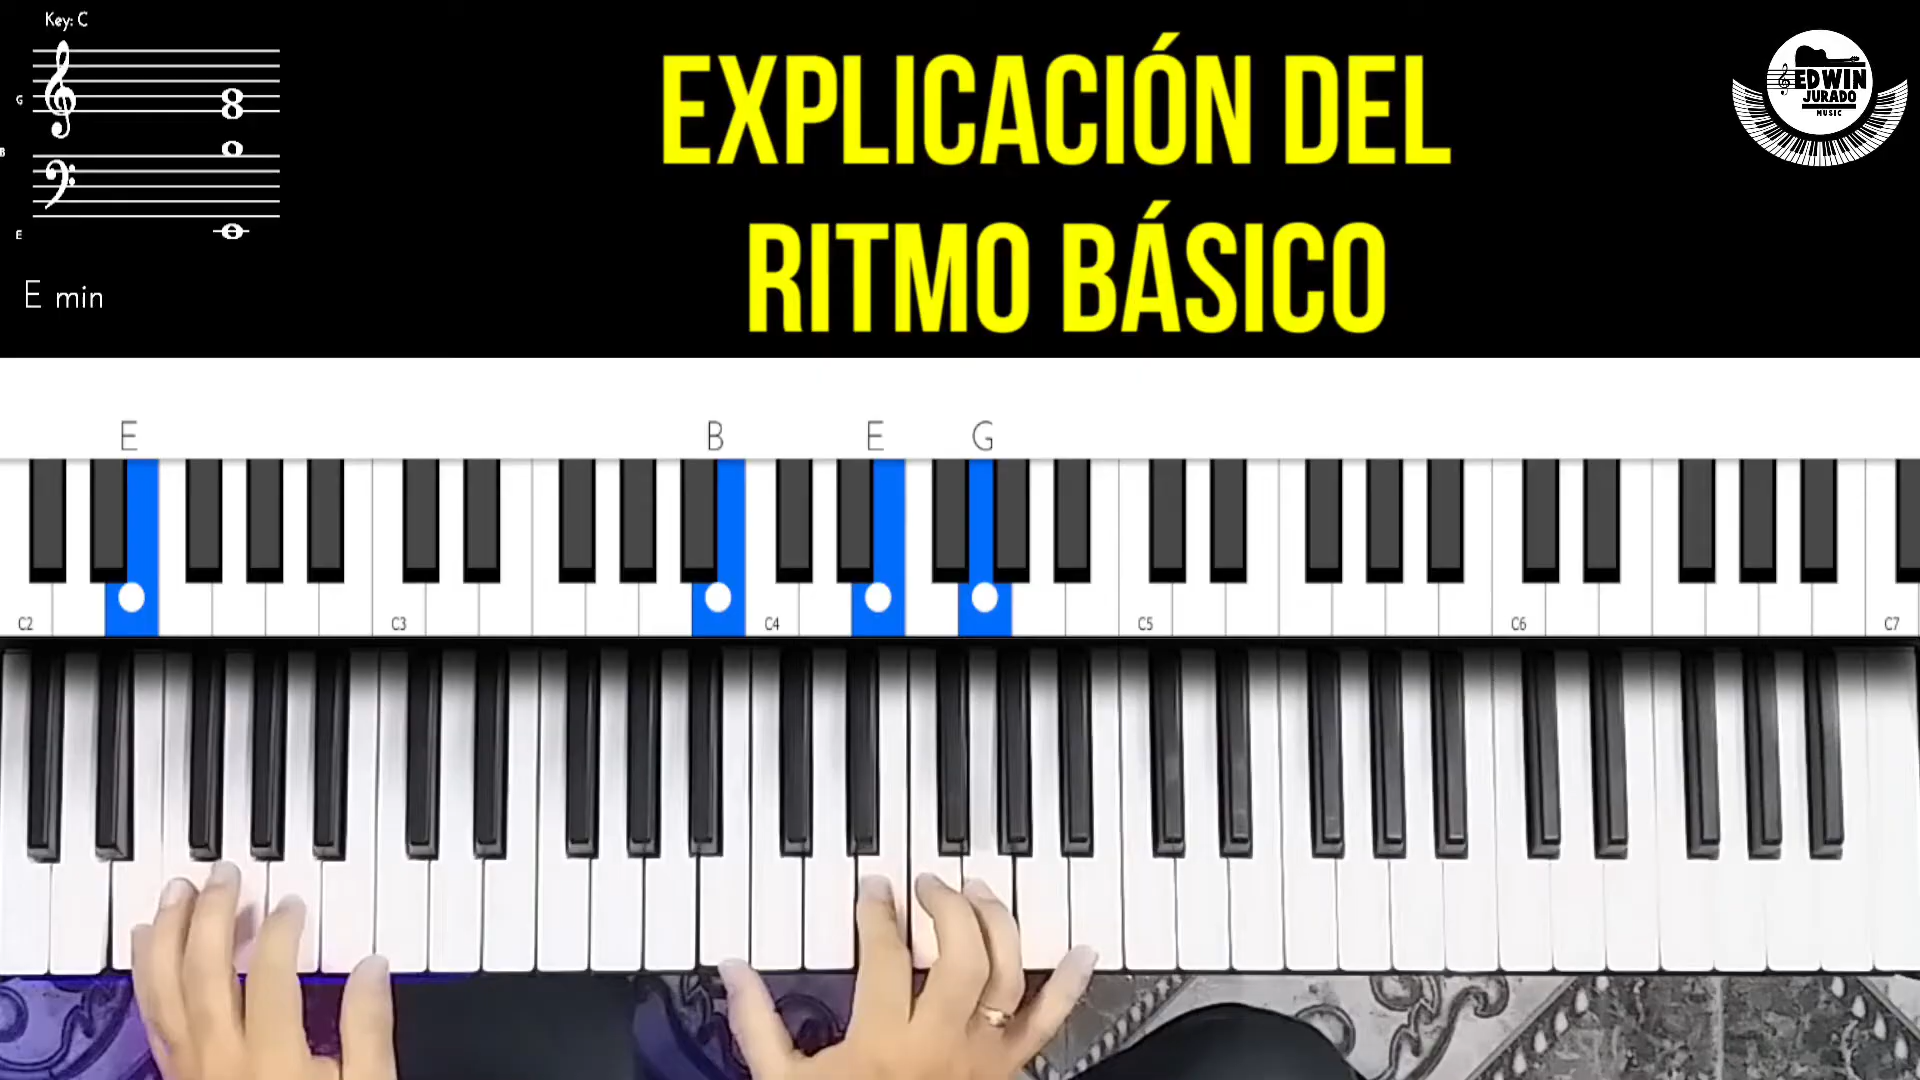 Key: C
G
B
E
E min
EXPLICACIÓN DEL
RITMO BÁSICO
EDWIN
JURADO
MUSIC
E B E G
C2 C3 C4 C5 C6 C7